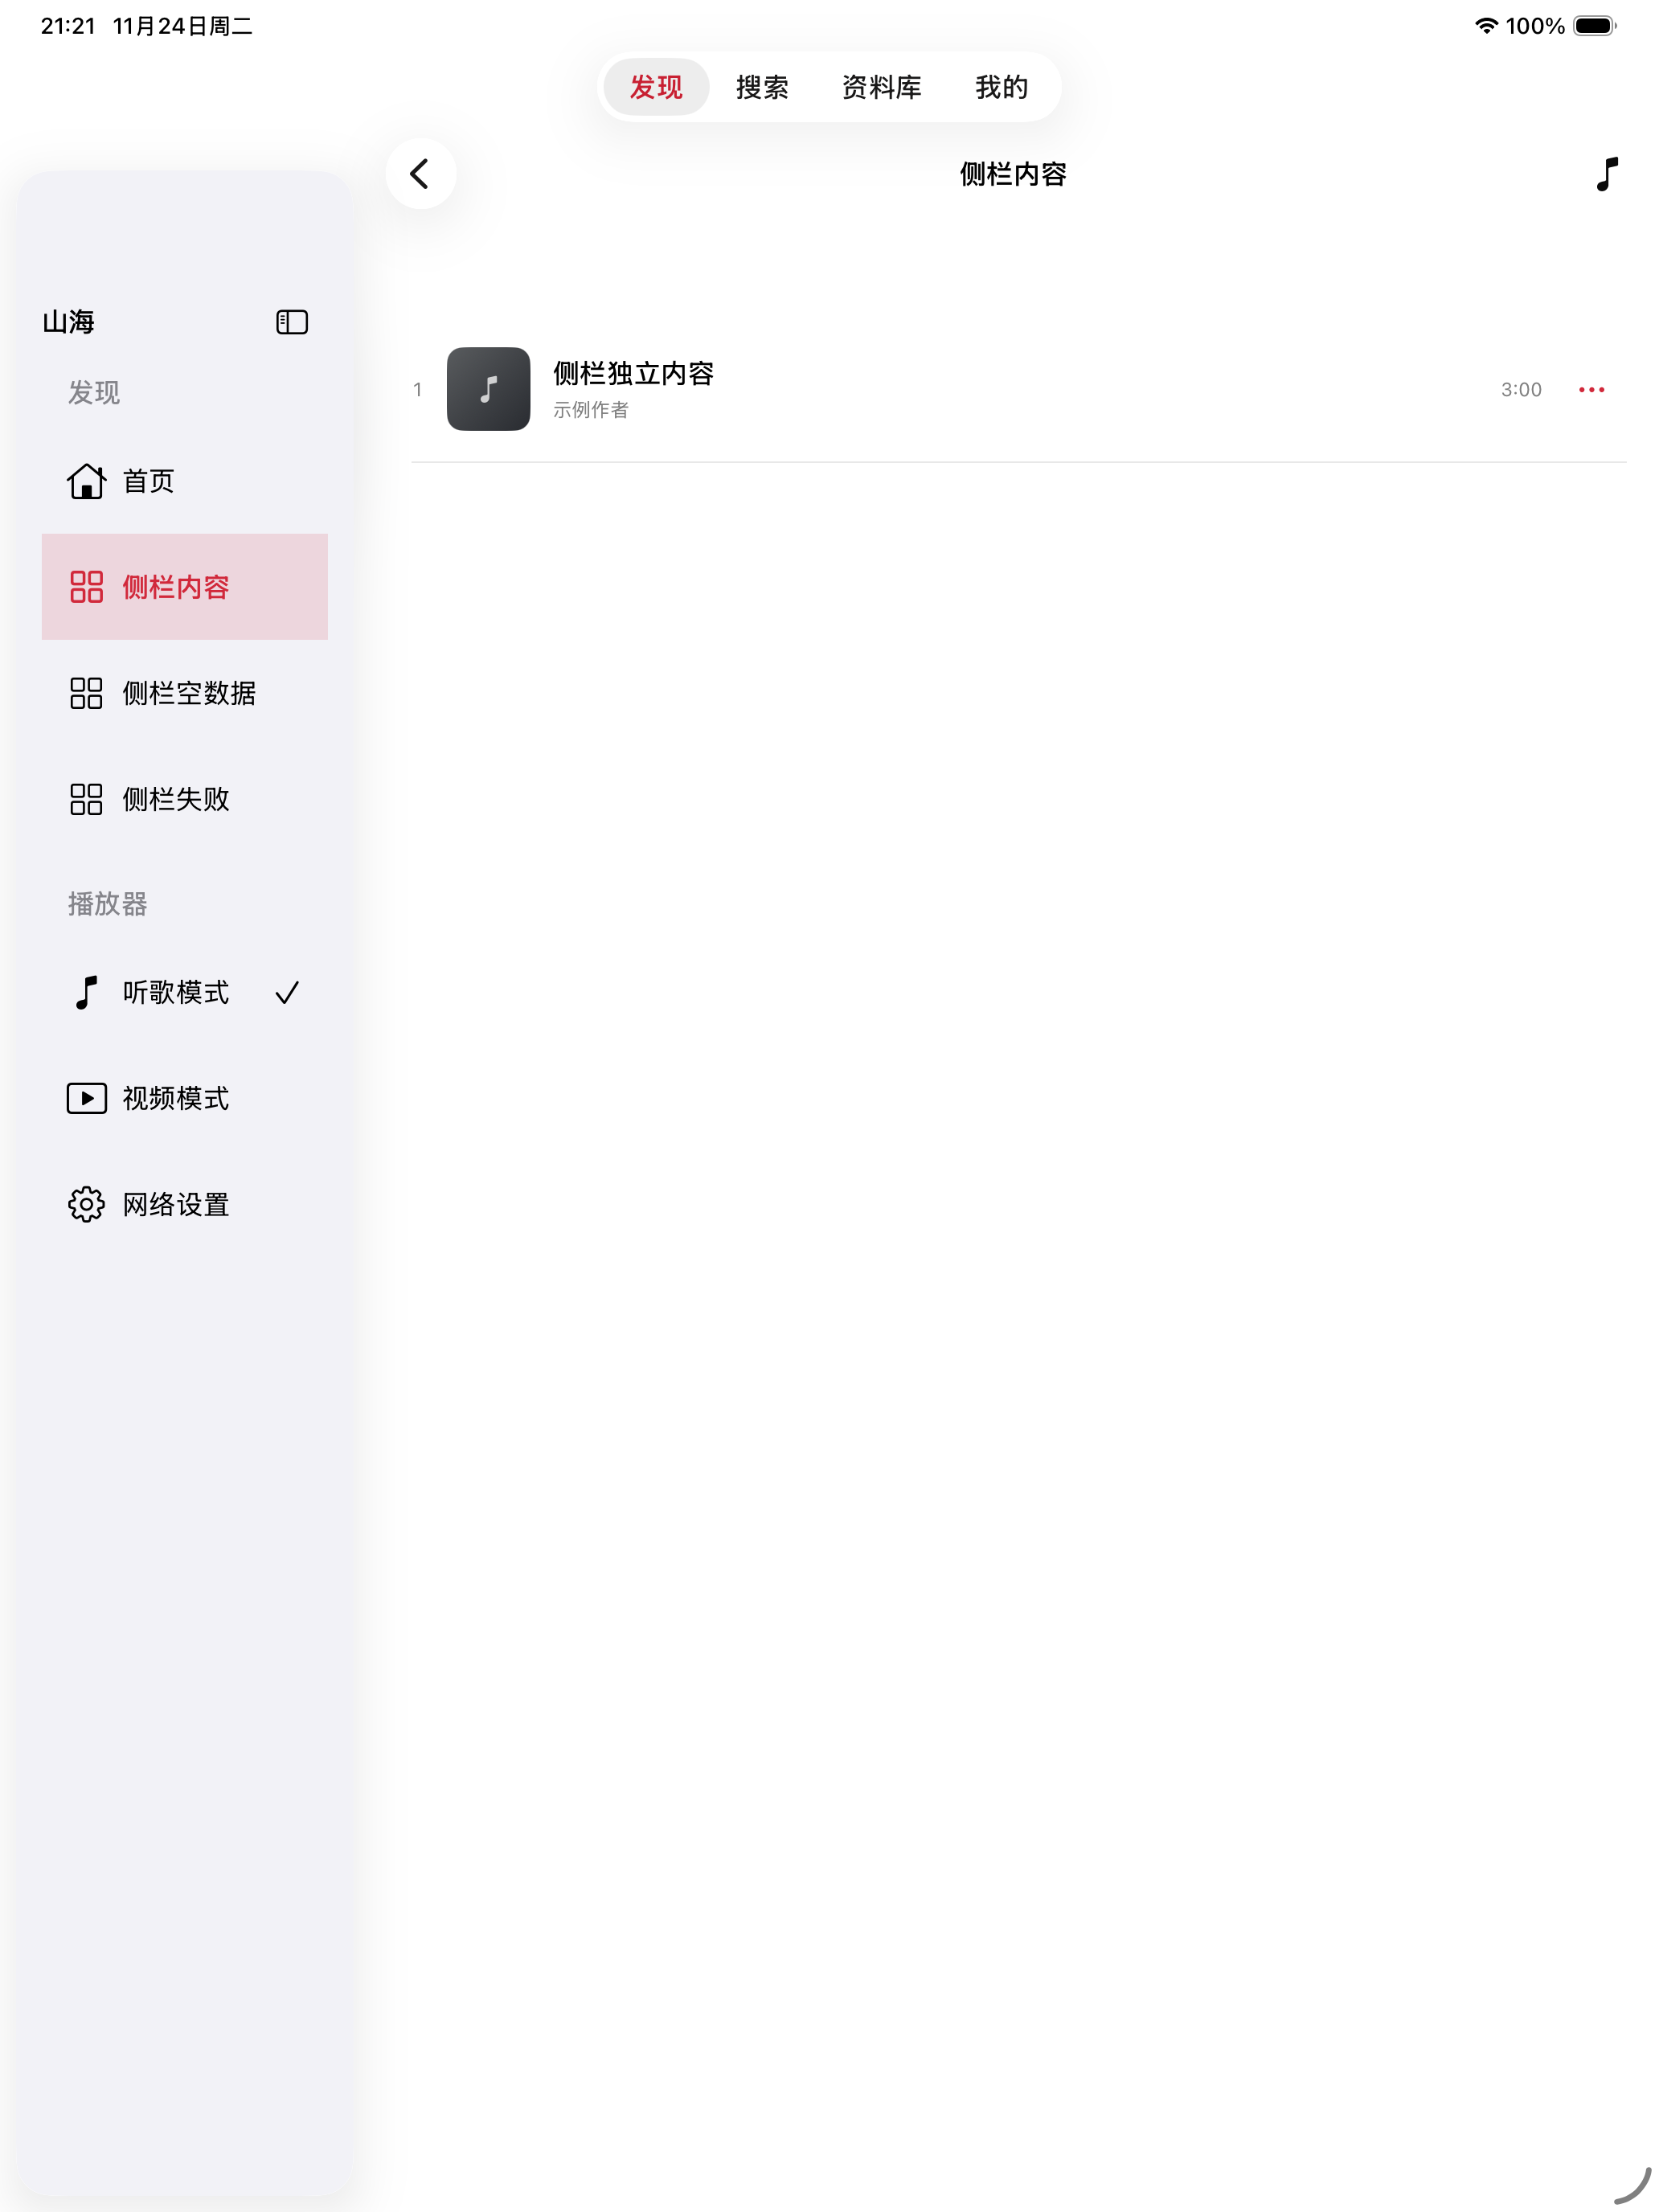 21:21 11月24日周二
100%
发现 搜索 资料库 我的
侧栏内容
山海
发现
首页
侧栏内容
侧栏空数据
侧栏失败
播放器
听歌模式
视频模式
网络设置
1
侧栏独立内容
示例作者
3:00